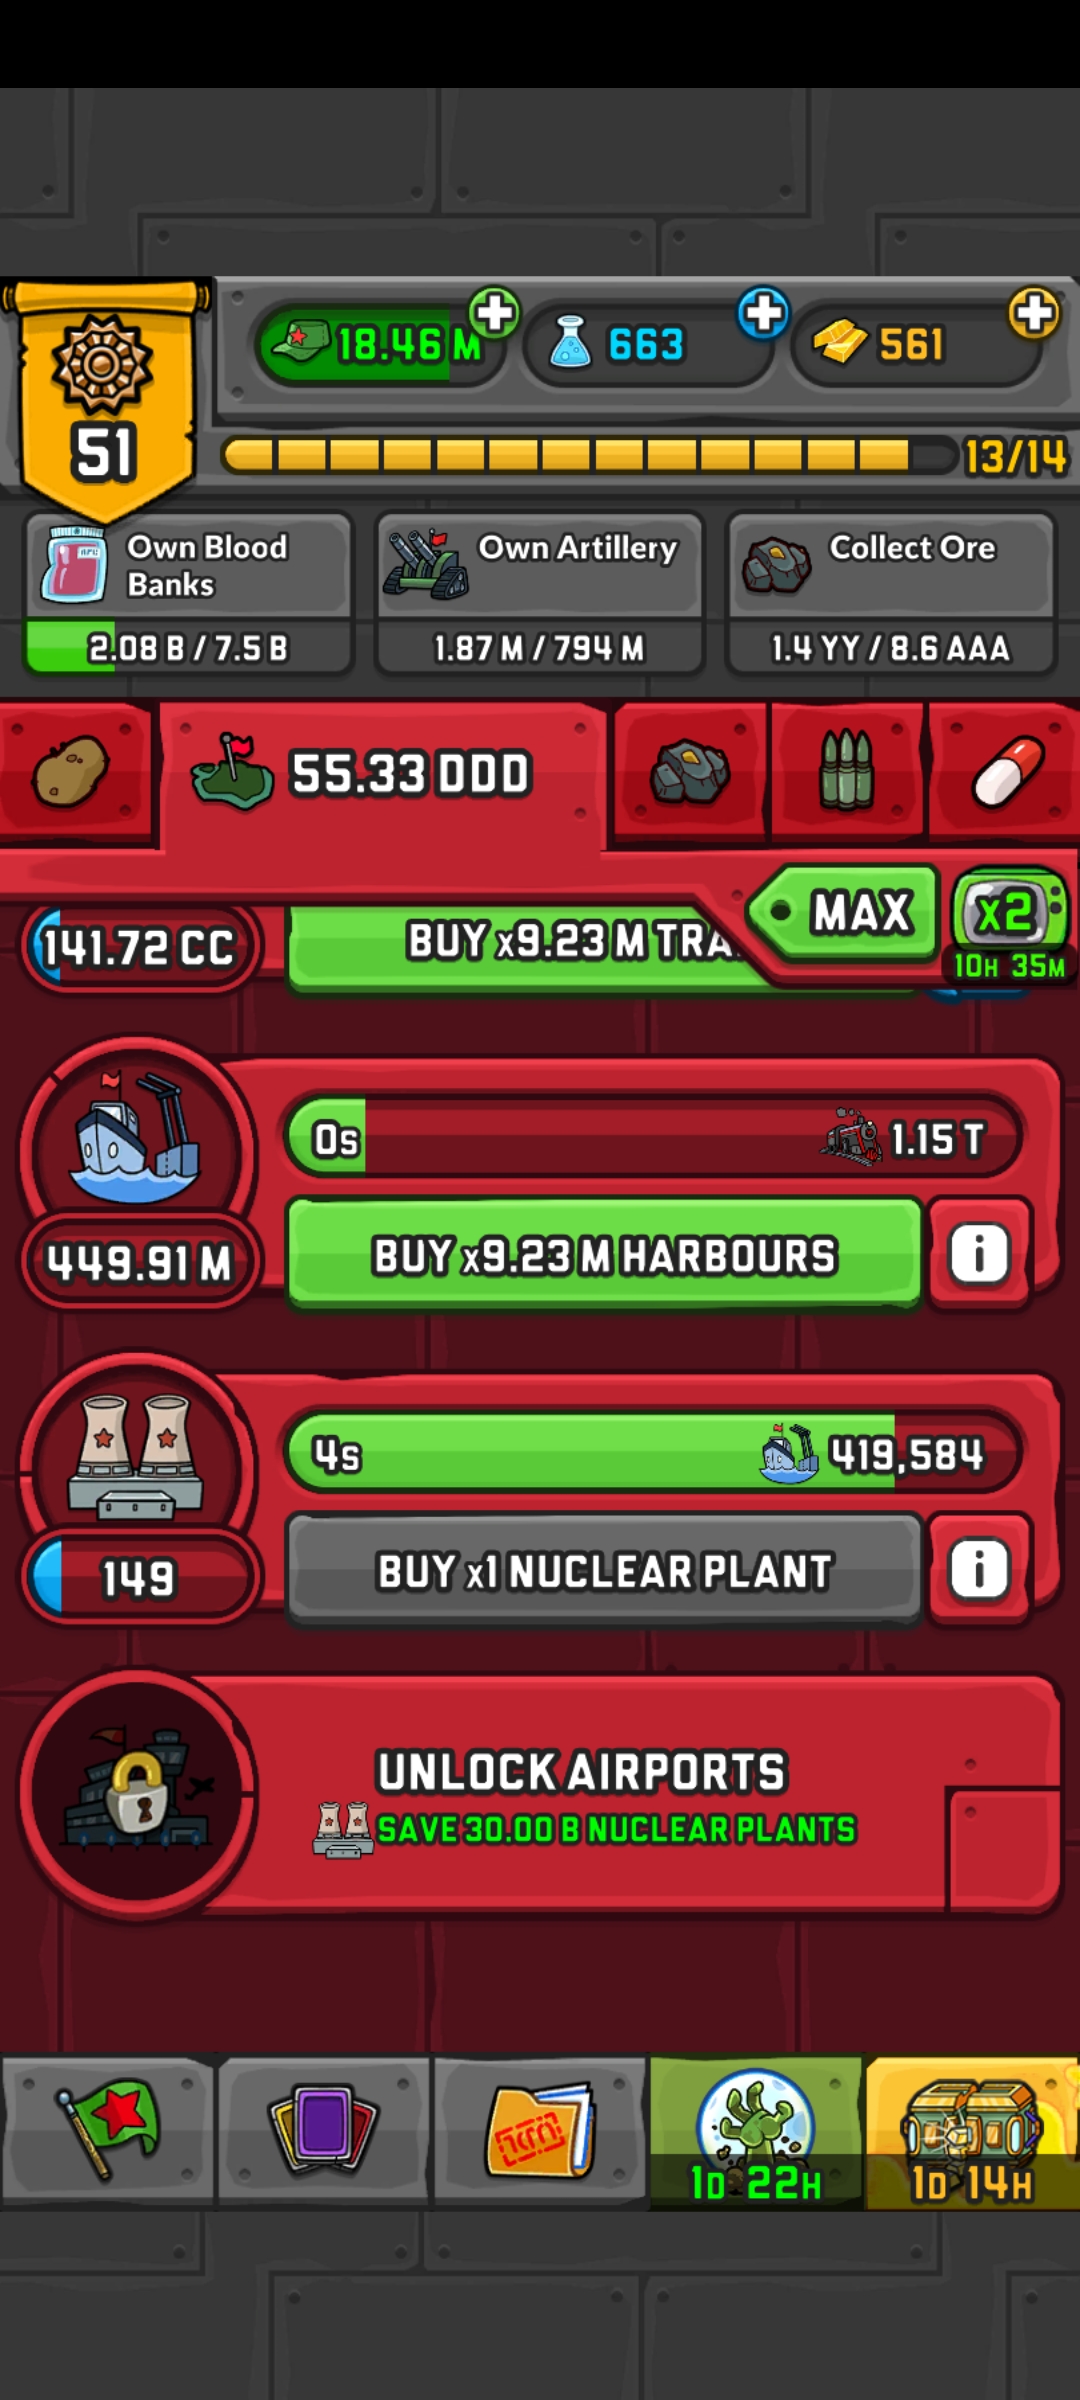 18.46 M
663
561
51
13/14
Own Blood
Banks
Own Artillery
Collect Ore
2.08 B / 7.5 B
1.87 M / 794 M
1.4 YY / 8.6 AAA
55.33 DDD
MAX
x2
10H 35M
141.72 CC
BUY x9.23 M TRA
0s
1.15 T
449.91 M
BUY x9.23 M HARBOURS
i
4s
419,584
149
BUY x1 NUCLEAR PLANT
i
UNLOCK AIRPORTS
SAVE 30.00 B NUCLEAR PLANTS
1D 22H
1D 14H